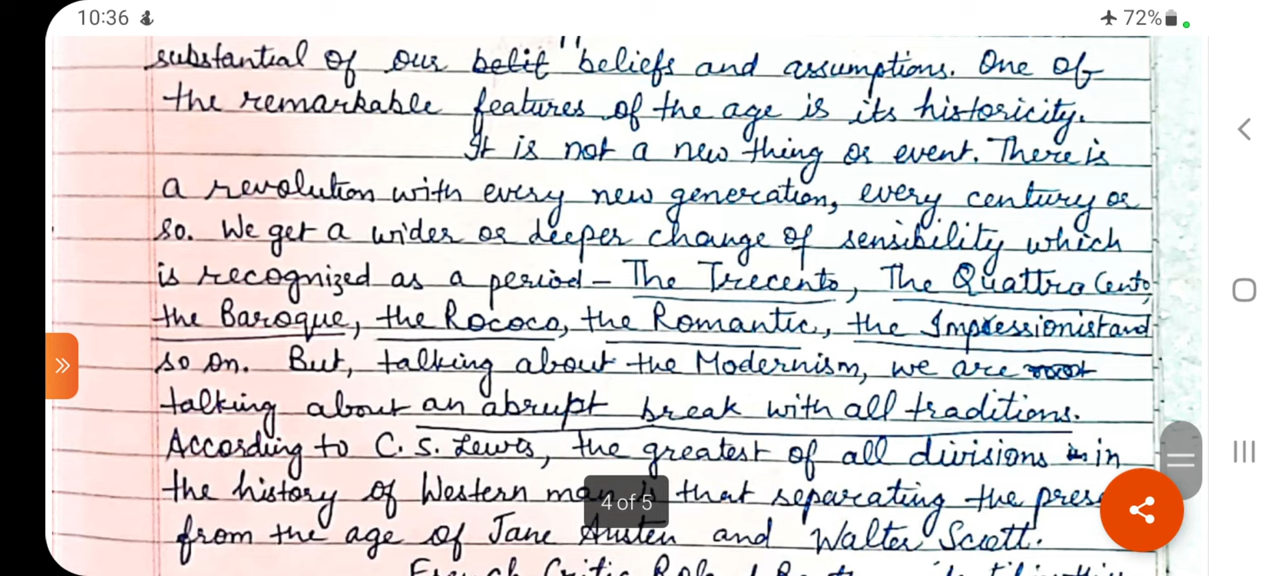 10:36
72%
substantial of our belit "beliefs and assumptions. One of
the remarkable features of the age is its historicity.
It is not a new thing or event. There is
a revolution with every new generation, every century or
so. We get a wider or deeper change of sensibility which
is recognized as a period – The Trecento, The Quattro Cento,
the Baroque, the Rococo, the Romantic, the Impressionist and
so on. But, talking about the Modernism, we are
talking about an abrupt break with all traditions.
According to C. S. Lewis, the greatest of all divisions in
the history of Western man is that separating the prese
4 of 5
from the age of Jane Austen and Walter Scott.
French Critic